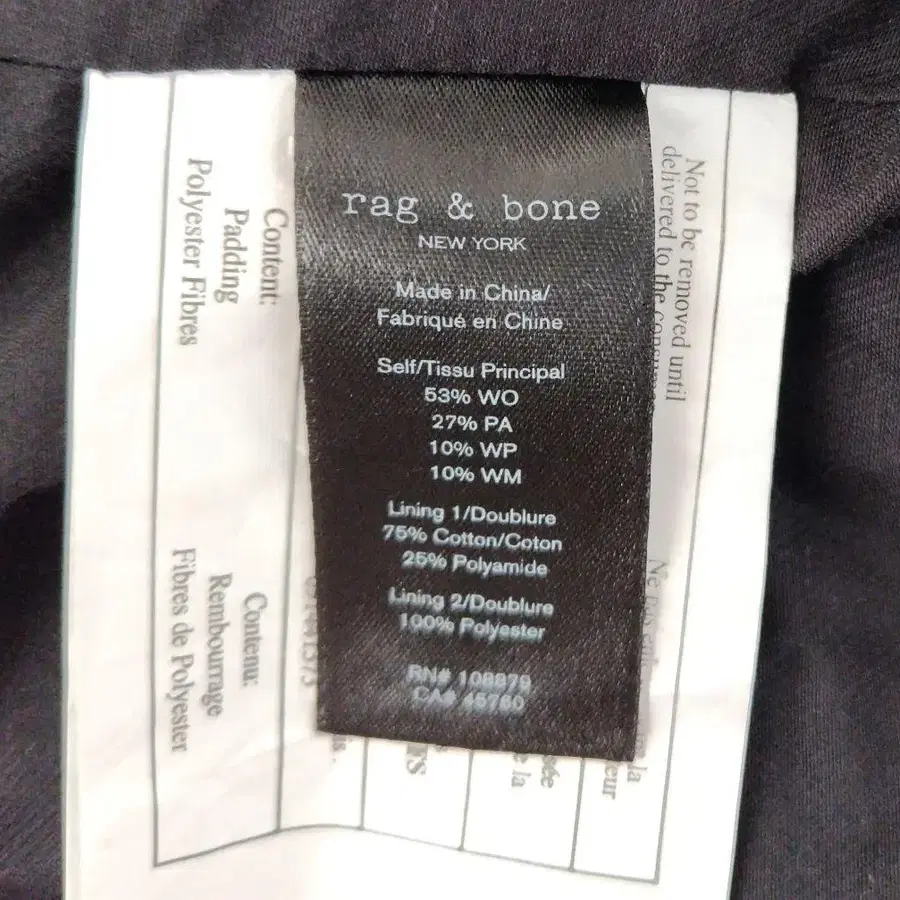 rag & bone
NEW YORK
Made in China/
Fabriqué en Chine
Self/Tissu Principal
53% WO
27% PA
10% WP
10% WM
Lining 1/Doublure
75% Cotton/Coton
25% Polyamide
Lining 2/Doublure
100% Polyester
RN# 108879
CA# 45760
Content:
Padding
Polyester Fibres
Contenu:
Rembourrage
Fibres de Polyester
Not to be removed until
delivered to the